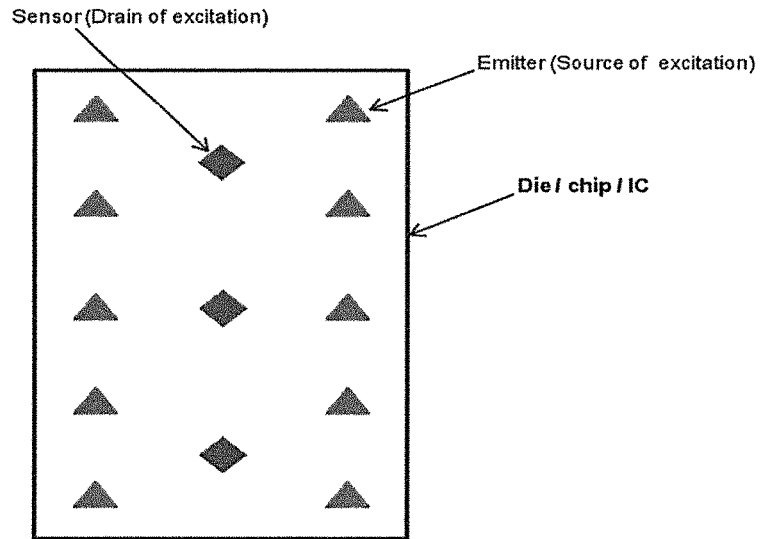 Sensor (Drain of excitation)
Emitter (Source of excitation)
Die / chip / IC